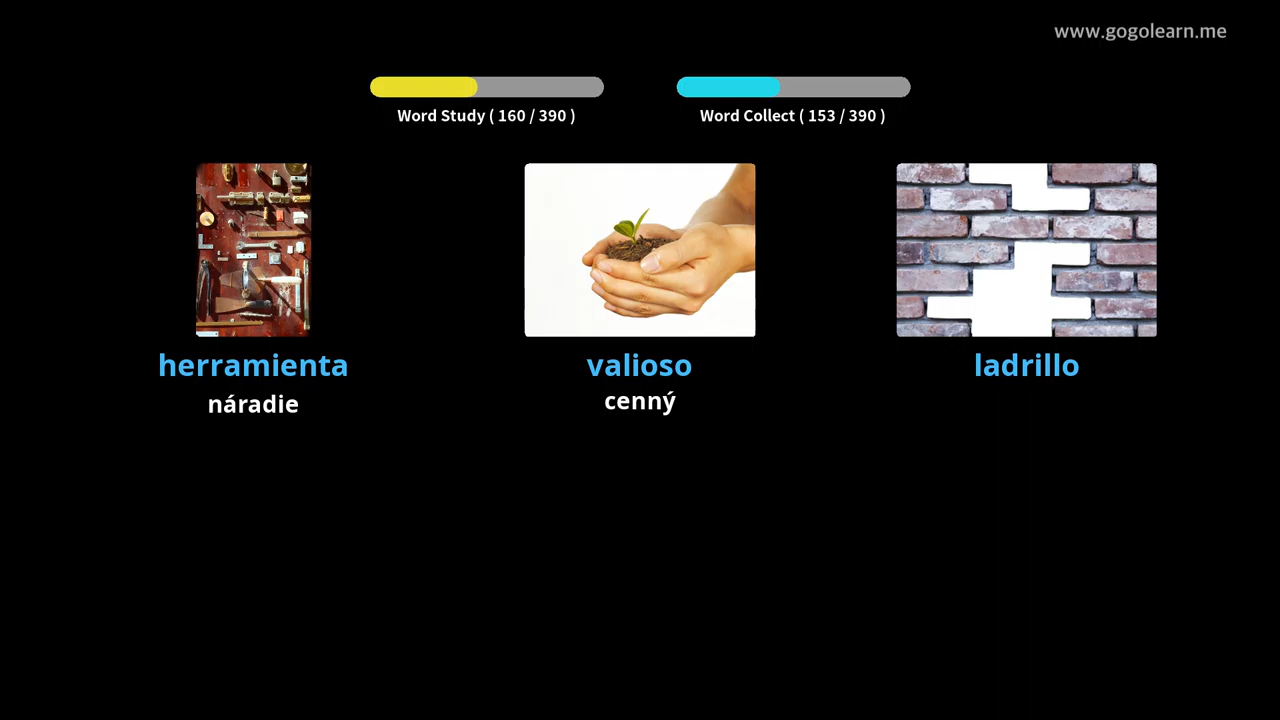 www.gogolearn.me
Word Study ( 160 / 390 )
Word Collect ( 153 / 390 )
herramienta
valioso
ladrillo
náradie
cenný